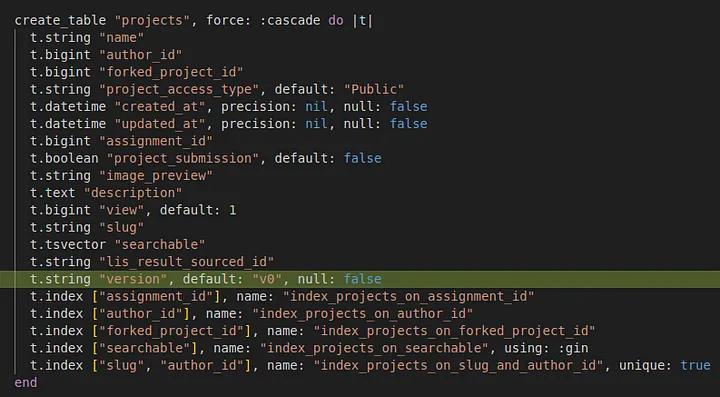 create_table "projects", force: :cascade do |t|
t.string "name"
t.bigint "author_id"
t.bigint "forked_project_id"
t.string "project_access_type", default: "Public"
t.datetime "created_at", precision: nil, null: false
t.datetime "updated_at", precision: nil, null: false
t.bigint "assignment_id"
t.boolean "project_submission", default: false
t.string "image_preview"
t.text "description"
t.bigint "view", default: 1
t.string "slug"
t.tsvector "searchable"
t.string "lis_result_sourced_id"
t.string "version", default: "v0", null: false
t.index ["assignment_id"], name: "index_projects_on_assignment_id"
t.index ["author_id"], name: "index_projects_on_author_id"
t.index ["forked_project_id"], name: "index_projects_on_forked_project_id"
t.index ["searchable"], name: "index_projects_on_searchable", using: :gin
t.index ["slug", "author_id"], name: "index_projects_on_slug_and_author_id", unique: true
end